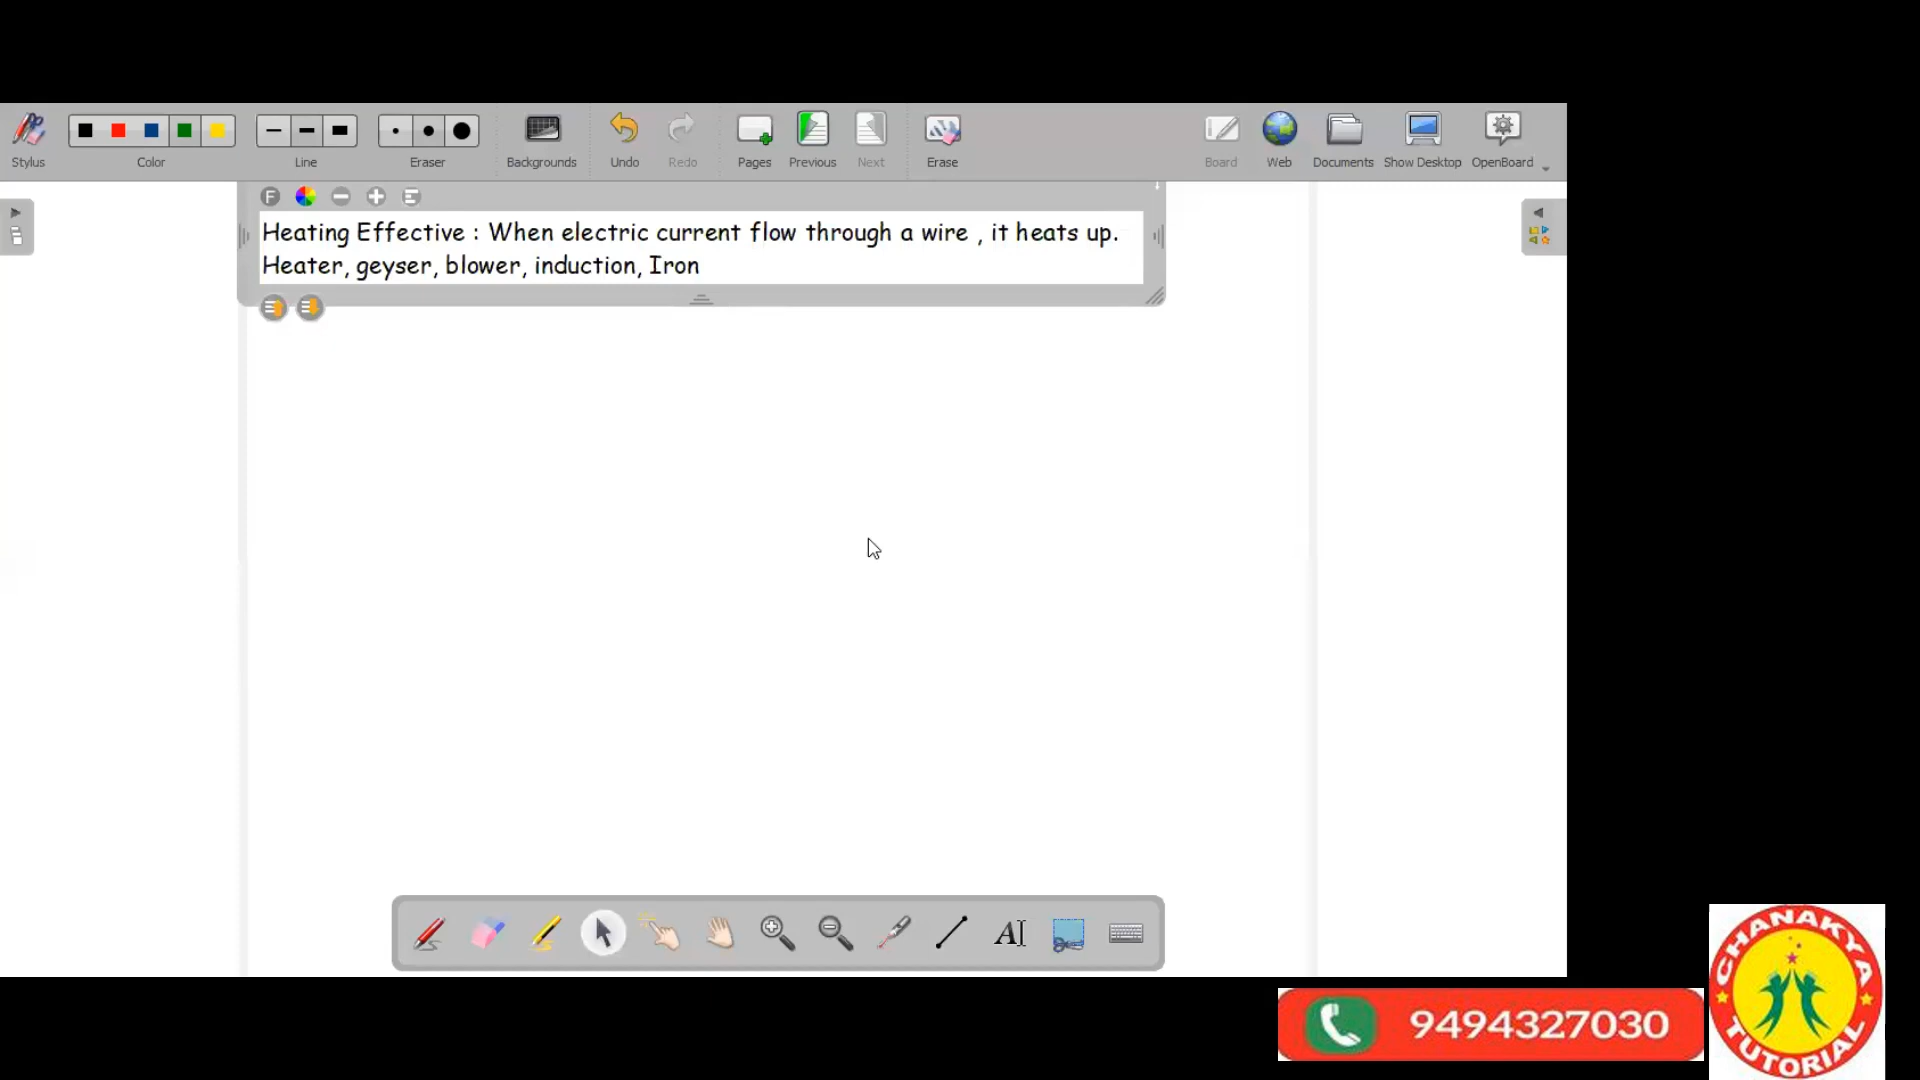 Stylus
Color
Line
Eraser
Backgrounds
Undo
Redo
Pages
Previous
Next
Erase
Board
Web
Documents
Show Desktop
OpenBoard
F
Heating Effective : When electric current flow through a wire , it heats up.
Heater, geyser, blower, induction, Iron
A
9494327030
CHANAKYA
TUTORIAL